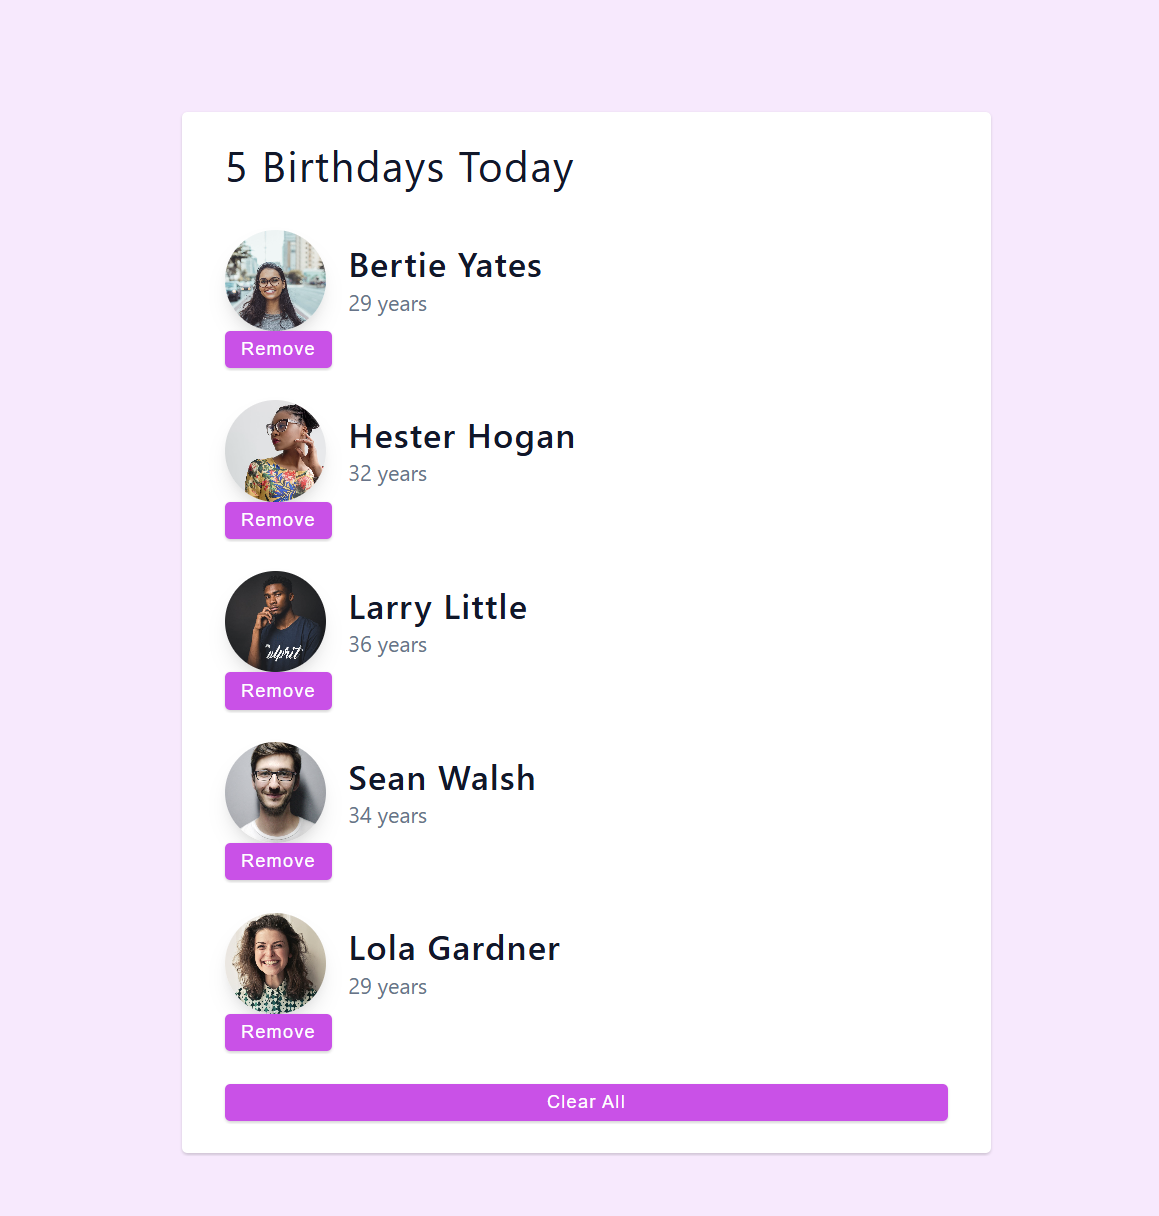 5 Birthdays Today
Bertie Yates
29 years
Remove
Hester Hogan
32 years
Remove
Larry Little
36 years
Remove
Sean Walsh
34 years
Remove
Lola Gardner
29 years
Remove
Clear All